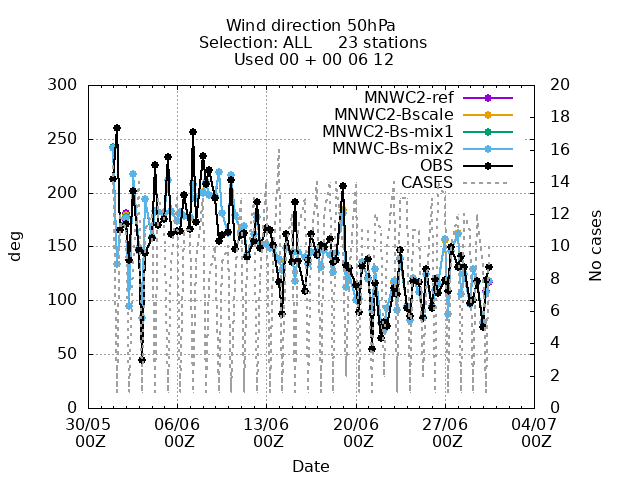 Wind direction 50hPa
Selection: ALL 23 stations
Used 00 + 00 06 12
300
250
200
150
100
50
0
deg
20
18
16
14
12
10
8
6
4
2
0
No cases
MNWC2-ref
MNWC2-Bscale
MNWC2-Bs-mix1
MNWC-Bs-mix2
OBS
CASES
30/05 06/06 13/06 20/06 27/06 04/07
00Z 00Z 00Z 00Z 00Z 00Z
Date